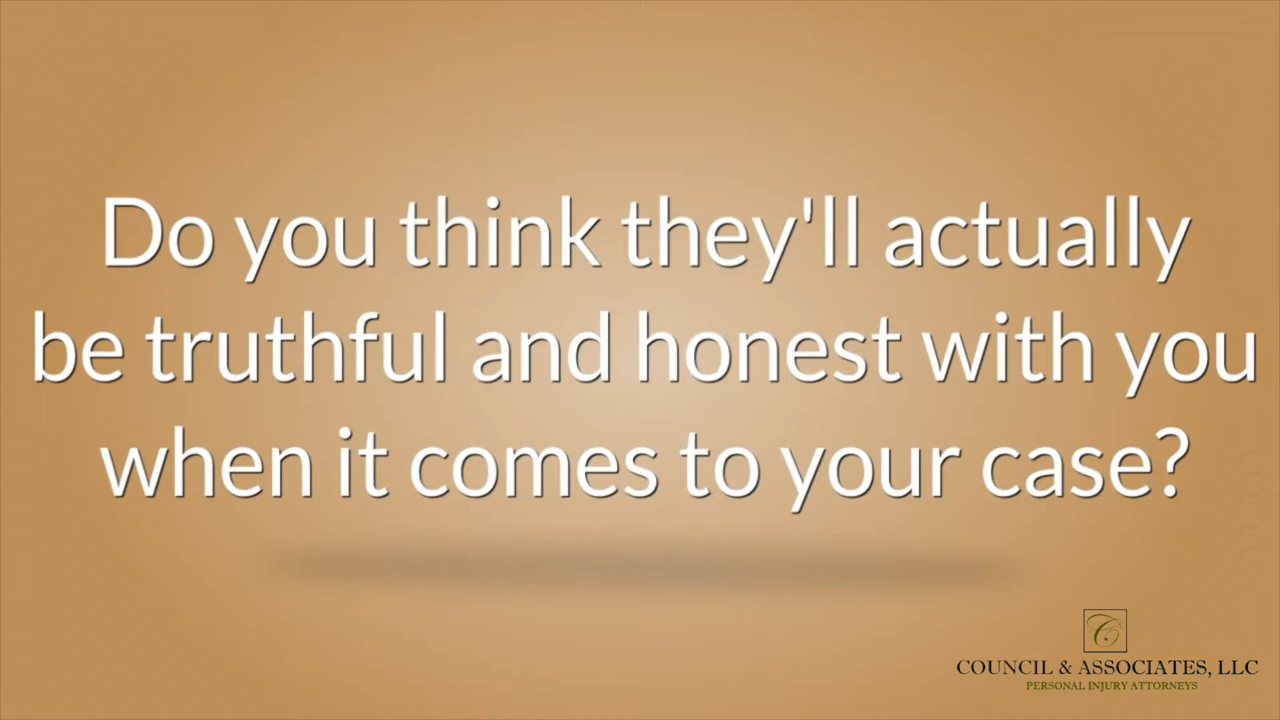 Do you think they'll actually
be truthful and honest with you
when it comes to your case?
C
COUNCIL & ASSOCIATES, LLC
PERSONAL INJURY ATTORNEYS